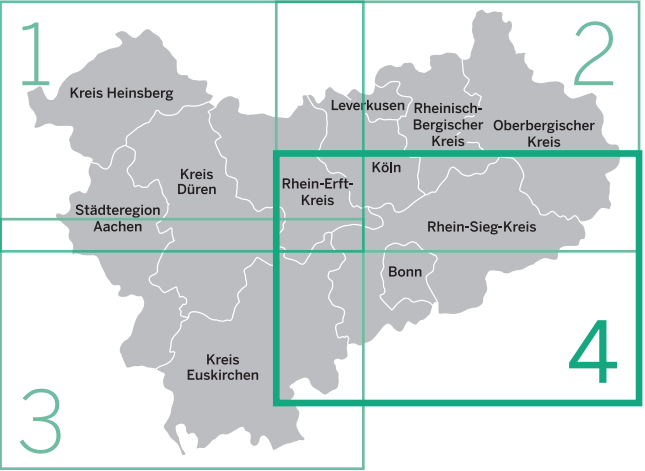 1
2
Kreis Heinsberg
Leverkusen
Rheinisch-
Bergischer
Kreis
Oberbergischer
Kreis
Köln
Kreis
Düren
Rhein-Erft-
Kreis
Städteregion
Aachen
Rhein-Sieg-Kreis
Bonn
Kreis
Euskirchen
3
4